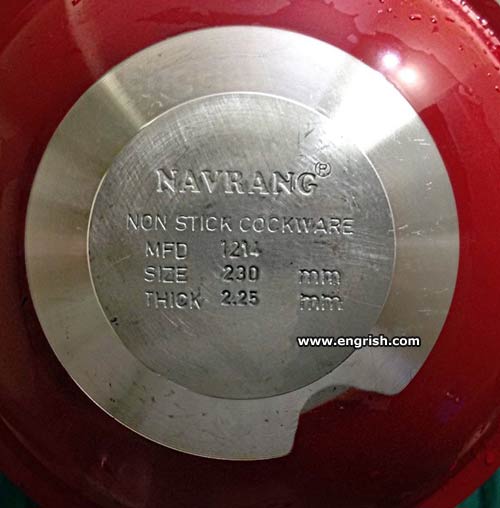 NAVRANG®
NON STICK COCKWARE
MFD 1214
SIZE 230 mm
THICK 2.25 mm
www.engrish.com